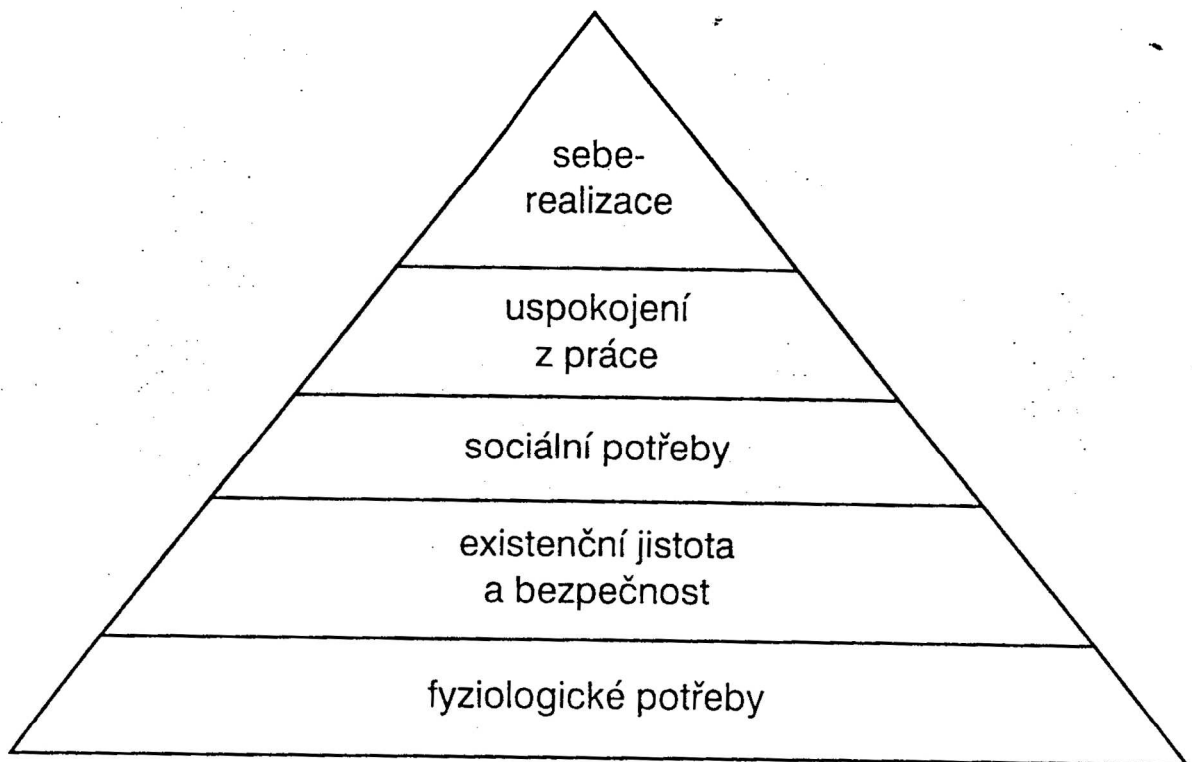 sebe-
realizace
uspokojení
z práce
sociální potřeby
existenční jistota
a bezpečnost
fyziologické potřeby